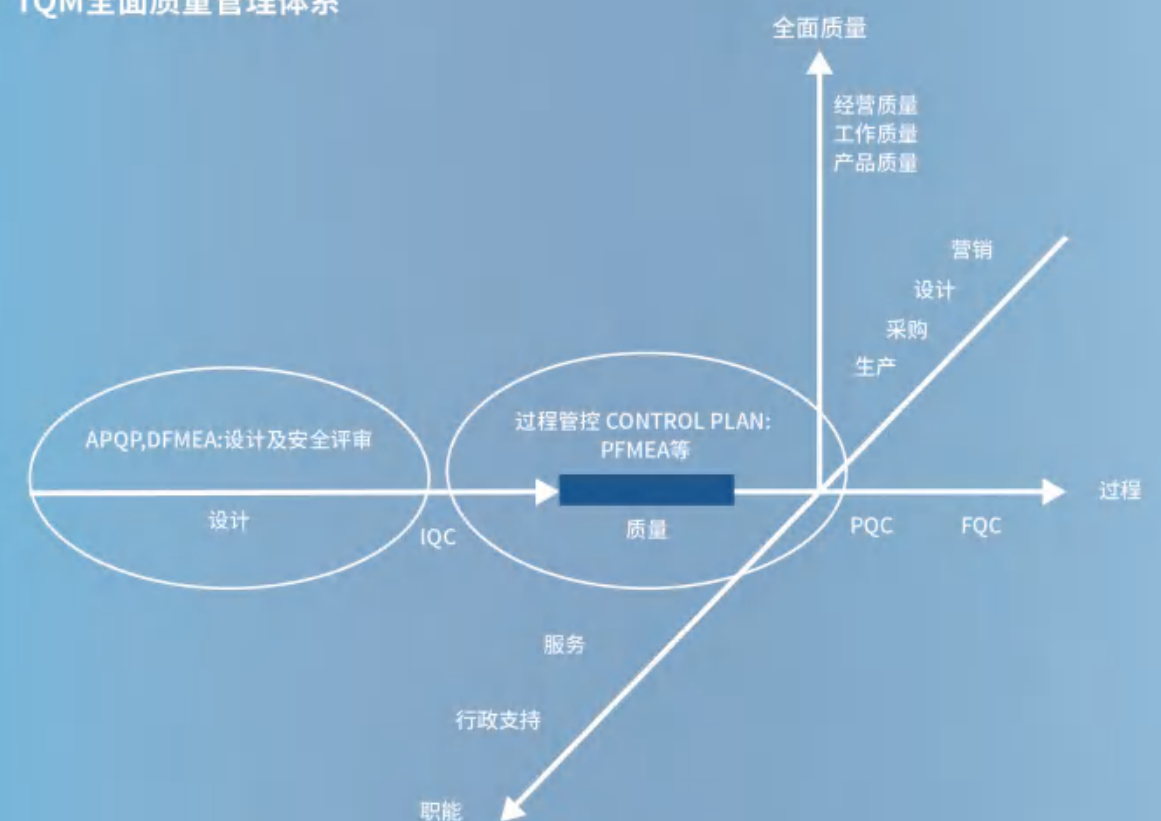 TQM全面质量管理体系
全面质量
经营质量
工作质量
产品质量
营销
设计
采购
生产
过程管控 CONTROL PLAN:
PFMEA等
APQP,DFMEA:设计及安全评审
过程
设计
IQC
质量
PQC
FQC
服务
行政支持
职能